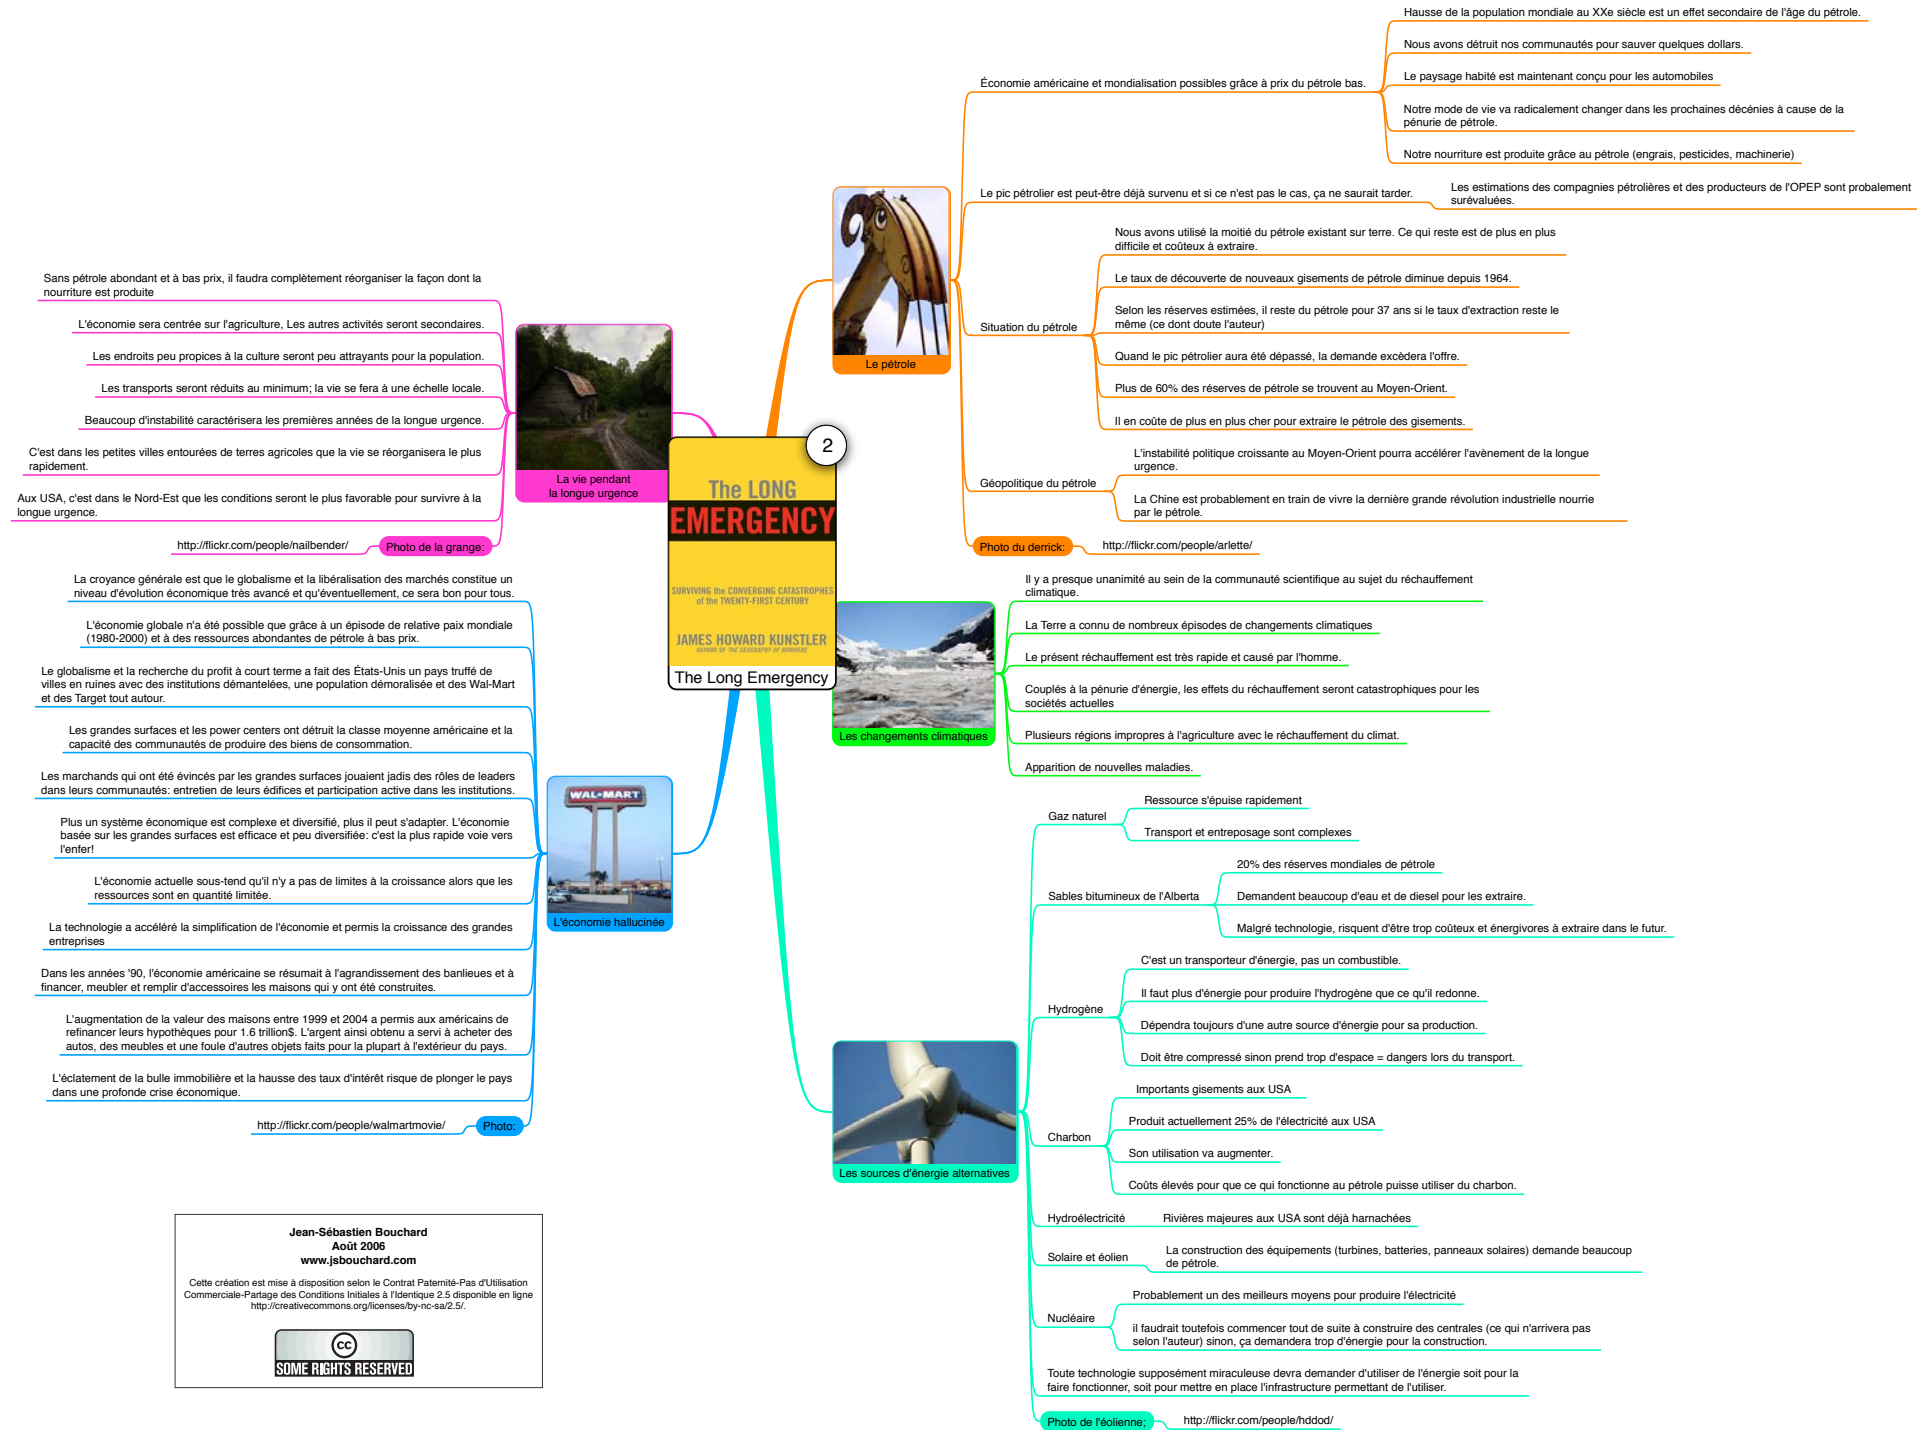 Hausse de la population mondiale au XXe siècle est un effet secondaire de l'âge du pétrole.
Nous avons détruit nos communautés pour sauver quelques dollars.
Économie américaine et mondialisation possibles grâce à prix du pétrole bas.
Le paysage habité est maintenant conçu pour les automobiles
Notre mode de vie va radicalement changer dans les prochaines décénies à cause de la
pénurie de pétrole.
Notre nourriture est produite grâce au pétrole (engrais, pesticides, machinerie)
Le pic pétrolier est peut-être déjà survenu et si ce n'est pas le cas, ça ne saurait tarder.
Les estimations des compagnies pétrolières et des producteurs de l'OPEP sont probalement
surévaluées.
Situation du pétrole
Nous avons utilisé la moitié du pétrole existant sur terre. Ce qui reste est de plus en plus
difficile et coûteux à extraire.
Le taux de découverte de nouveaux gisements de pétrole diminue depuis 1964.
Selon les réserves estimées, il reste du pétrole pour 37 ans si le taux d'extraction reste le
même (ce dont doute l'auteur)
Quand le pic pétrolier aura été dépassé, la demande excèdera l'offre.
Plus de 60% des réserves de pétrole se trouvent au Moyen-Orient.
Il en coûte de plus en plus cher pour extraire le pétrole des gisements.
Géopolitique du pétrole
L'instabilité politique croissante au Moyen-Orient pourra accélérer l'avènement de la longue
urgence.
La Chine est probablement en train de vivre la dernière grande révolution industrielle nourrie
par le pétrole.
Photo du derrick:
http://flickr.com/people/arlette/
Le pétrole
Sans pétrole abondant et à bas prix, il faudra complètement réorganiser la façon dont la
nourriture est produite
L'économie sera centrée sur l'agriculture, Les autres activités seront secondaires.
Les endroits peu propices à la culture seront peu attrayants pour la population.
Les transports seront réduits au minimum; la vie se fera à une échelle locale.
Beaucoup d'instabilité caractérisera les premières années de la longue urgence.
C'est dans les petites villes entourées de terres agricoles que la vie se réorganisera le plus
rapidement.
Aux USA, c'est dans le Nord-Est que les conditions seront le plus favorable pour survivre à la
longue urgence.
http://flickr.com/people/nailbender/
Photo de la grange:
La vie pendant
la longue urgence
2
The LONG
EMERGENCY
SURVIVING the CONVERGING CATASTROPHES
of the TWENTY-FIRST CENTURY
JAMES HOWARD KUNSTLER
AUTHOR OF THE GEOGRAPHY OF NOWHERE
The Long Emergency
Il y a presque unanimité au sein de la communauté scientifique au sujet du réchauffement
climatique.
La Terre a connu de nombreux épisodes de changements climatiques
Le présent réchauffement est très rapide et causé par l'homme.
Couplés à la pénurie d'énergie, les effets du réchauffement seront catastrophiques pour les
sociétés actuelles
Plusieurs régions impropres à l'agriculture avec le réchauffement du climat.
Apparition de nouvelles maladies.
Les changements climatiques
La croyance générale est que le globalisme et la libéralisation des marchés constitue un
niveau d'évolution économique très avancé et qu'éventuellement, ce sera bon pour tous.
L'économie globale n'a été possible que grâce à un épisode de relative paix mondiale
(1980-2000) et à des ressources abondantes de pétrole à bas prix.
Le globalisme et la recherche du profit à court terme a fait des États-Unis un pays truffé de
villes en ruines avec des institutions démantelées, une population démoralisée et des Wal-Mart
et des Target tout autour.
Les grandes surfaces et les power centers ont détruit la classe moyenne américaine et la
capacité des communautés de produire des biens de consommation.
Les marchands qui ont été évincés par les grandes surfaces jouaient jadis des rôles de leaders
dans leurs communautés: entretien de leurs édifices et participation active dans les institutions.
Plus un système économique est complexe et diversifié, plus il peut s'adapter. L'économie
basée sur les grandes surfaces est efficace et peu diversifiée: c'est la plus rapide voie vers
l'enfer!
L'économie actuelle sous-tend qu'il n'y a pas de limites à la croissance alors que les
ressources sont en quantité limitée.
La technologie a accéléré la simplification de l'économie et permis la croissance des grandes
entreprises
Dans les années '90, l'économie américaine se résumait à l'agrandissement des banlieues et à
financer, meubler et remplir d'accessoires les maisons qui y ont été construites.
L'augmentation de la valeur des maisons entre 1999 et 2004 a permis aux américains de
refinancer leurs hypothèques pour 1.6 trillion$. L'argent ainsi obtenu a servi à acheter des
autos, des meubles et une foule d'autres objets faits pour la plupart à l'extérieur du pays.
L'éclatement de la bulle immobilière et la hausse des taux d'intérêt risque de plonger le pays
dans une profonde crise économique.
http://flickr.com/people/walmartmovie/
Photo:
WAL-MART
L'économie hallucinée
Gaz naturel
Ressource s'épuise rapidement
Transport et entreposage sont complexes
Sables bitumineux de l'Alberta
20% des réserves mondiales de pétrole
Demandent beaucoup d'eau et de diesel pour les extraire.
Malgré technologie, risquent d'être trop coûteux et énergivores à extraire dans le futur.
Hydrogène
C'est un transporteur d'énergie, pas un combustible.
Il faut plus d'énergie pour produire l'hydrogène que ce qu'il redonne.
Dépendra toujours d'une autre source d'énergie pour sa production.
Doit être compressé sinon prend trop d'espace = dangers lors du transport.
Charbon
Importants gisements aux USA
Produit actuellement 25% de l'électricité aux USA
Son utilisation va augmenter.
Coûts élevés pour que ce qui fonctionne au pétrole puisse utiliser du charbon.
Hydroélectricité
Rivières majeures aux USA sont déjà harnachées
Solaire et éolien
La construction des équipements (turbines, batteries, panneaux solaires) demande beaucoup
de pétrole.
Nucléaire
Probablement un des meilleurs moyens pour produire l'électricité
il faudrait toutefois commencer tout de suite à construire des centrales (ce qui n'arrivera pas
selon l'auteur) sinon, ça demandera trop d'énergie pour la construction.
Toute technologie supposément miraculeuse devra demander d'utiliser de l'énergie soit pour la
faire fonctionner, soit pour mettre en place l'infrastructure permettant de l'utiliser.
Photo de l'éolienne;
http://flickr.com/people/hddod/
Les sources d'énergie alternatives
Jean-Sébastien Bouchard
Août 2006
www.jsbouchard.com
Cette création est mise à disposition selon le Contrat Paternité-Pas d'Utilisation
Commerciale-Partage des Conditions Initiales à l'Identique 2.5 disponible en ligne
http://creativecommons.org/licenses/by-nc-sa/2.5/.
cc
SOME RIGHTS RESERVED